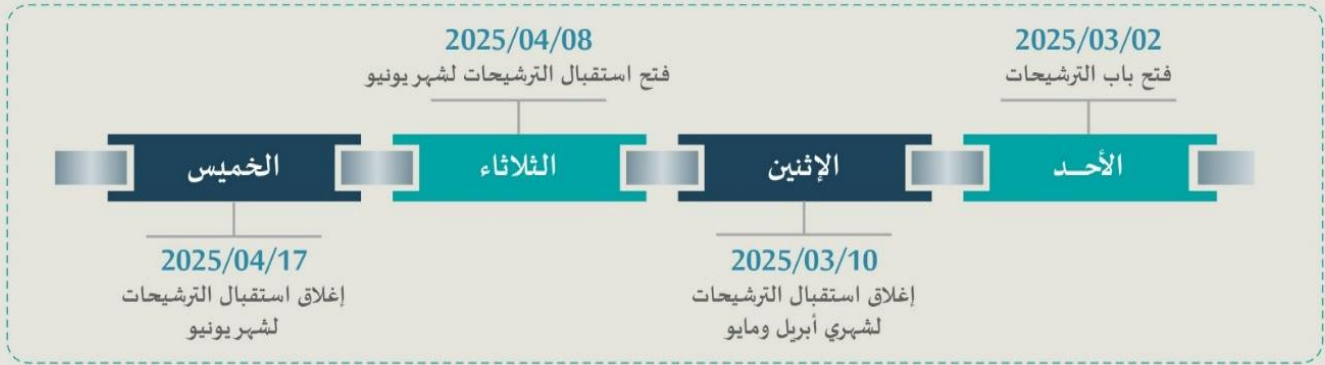 2025/03/02
فتح باب الترشيحات
الأحــد
الإثنين
2025/03/10
إغلاق استقبال الترشيحات
لشهري أبريل ومايو
2025/04/08
فتح استقبال الترشيحات لشهر يونيو
الثلاثاء
الخميس
2025/04/17
إغلاق استقبال الترشيحات
لشهر يونيو